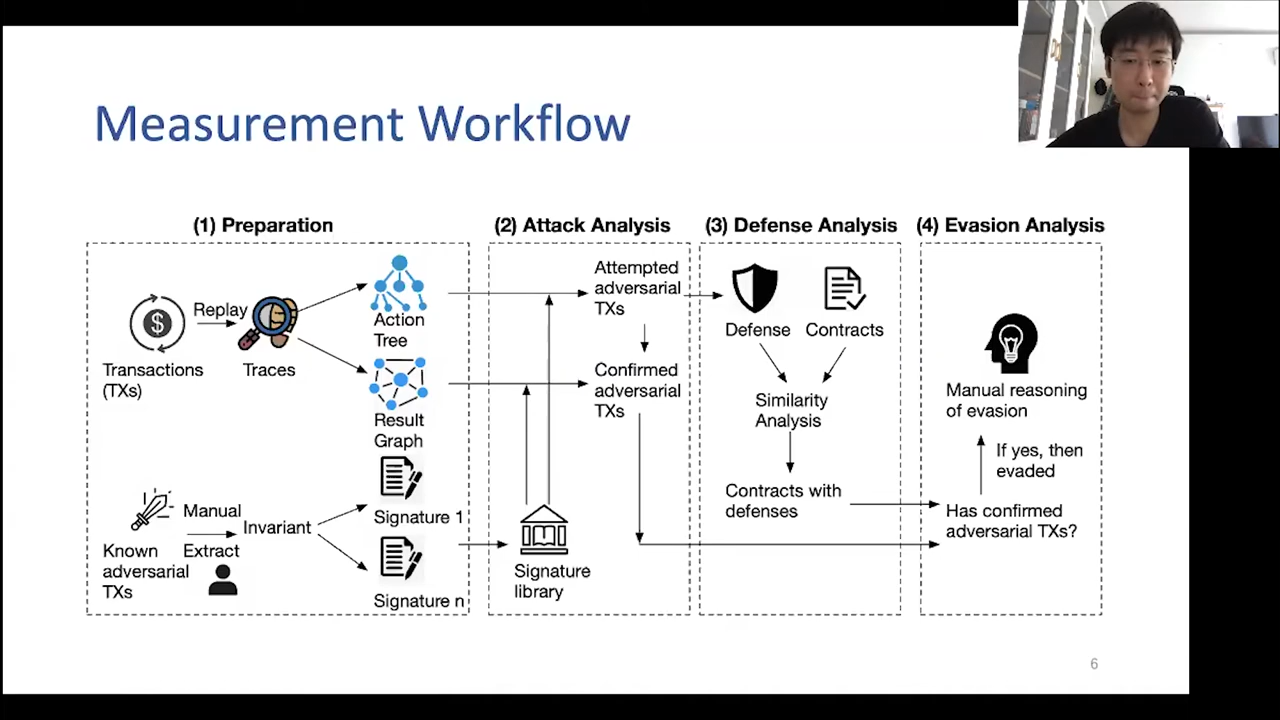 Measurement Workflow
(1) Preparation
(2) Attack Analysis
(3) Defense Analysis
(4) Evasion Analysis
Transactions
(TXs)
Replay
Traces
Action
Tree
Result
Graph
Known
adversarial
TXs
Manual
Extract
Invariant
Signature 1
Signature n
Attempted
adversarial
TXs
Confirmed
adversarial
TXs
Signature
library
Defense
Contracts
Similarity
Analysis
Contracts with
defenses
Manual reasoning
of evasion
If yes, then
evaded
Has confirmed
adversarial TXs?
6